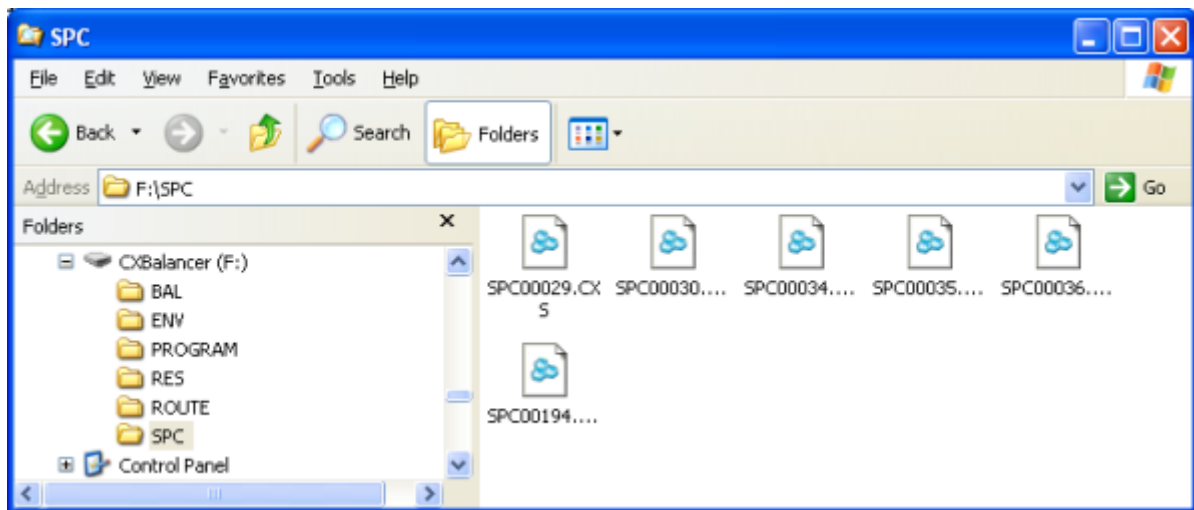 SPC
File Edit View Favorites Tools Help
Back Search Folders
Address F:\SPC Go
Folders x
CXBalancer (F:)
BAL
ENV
PROGRAM
RES
ROUTE
SPC
Control Panel
SPC00029.CX SPC00030.... SPC00034.... SPC00035.... SPC00036....
S
SPC00194....